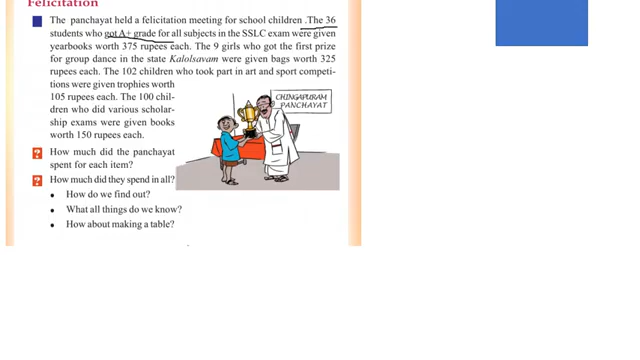 Felicitation
The panchayat held a felicitation meeting for school children .The 36
students who got A+ grade for all subjects in the SSLC exam were given
yearbooks worth 375 rupees each. The 9 girls who got the first prize
for group dance in the state Kalolsavam were given bags worth 325
rupees each. The 102 children who took part in art and sport competi-
tions were given trophies worth
105 rupees each. The 100 chil-
dren who did various scholar-
ship exams were given books
worth 150 rupees each.
CHINGAPURAM
PANCHAYAT
? How much did the panchayat
spent for each item?
? How much did they spend in all?
• How do we find out?
• What all things do we know?
• How about making a table?